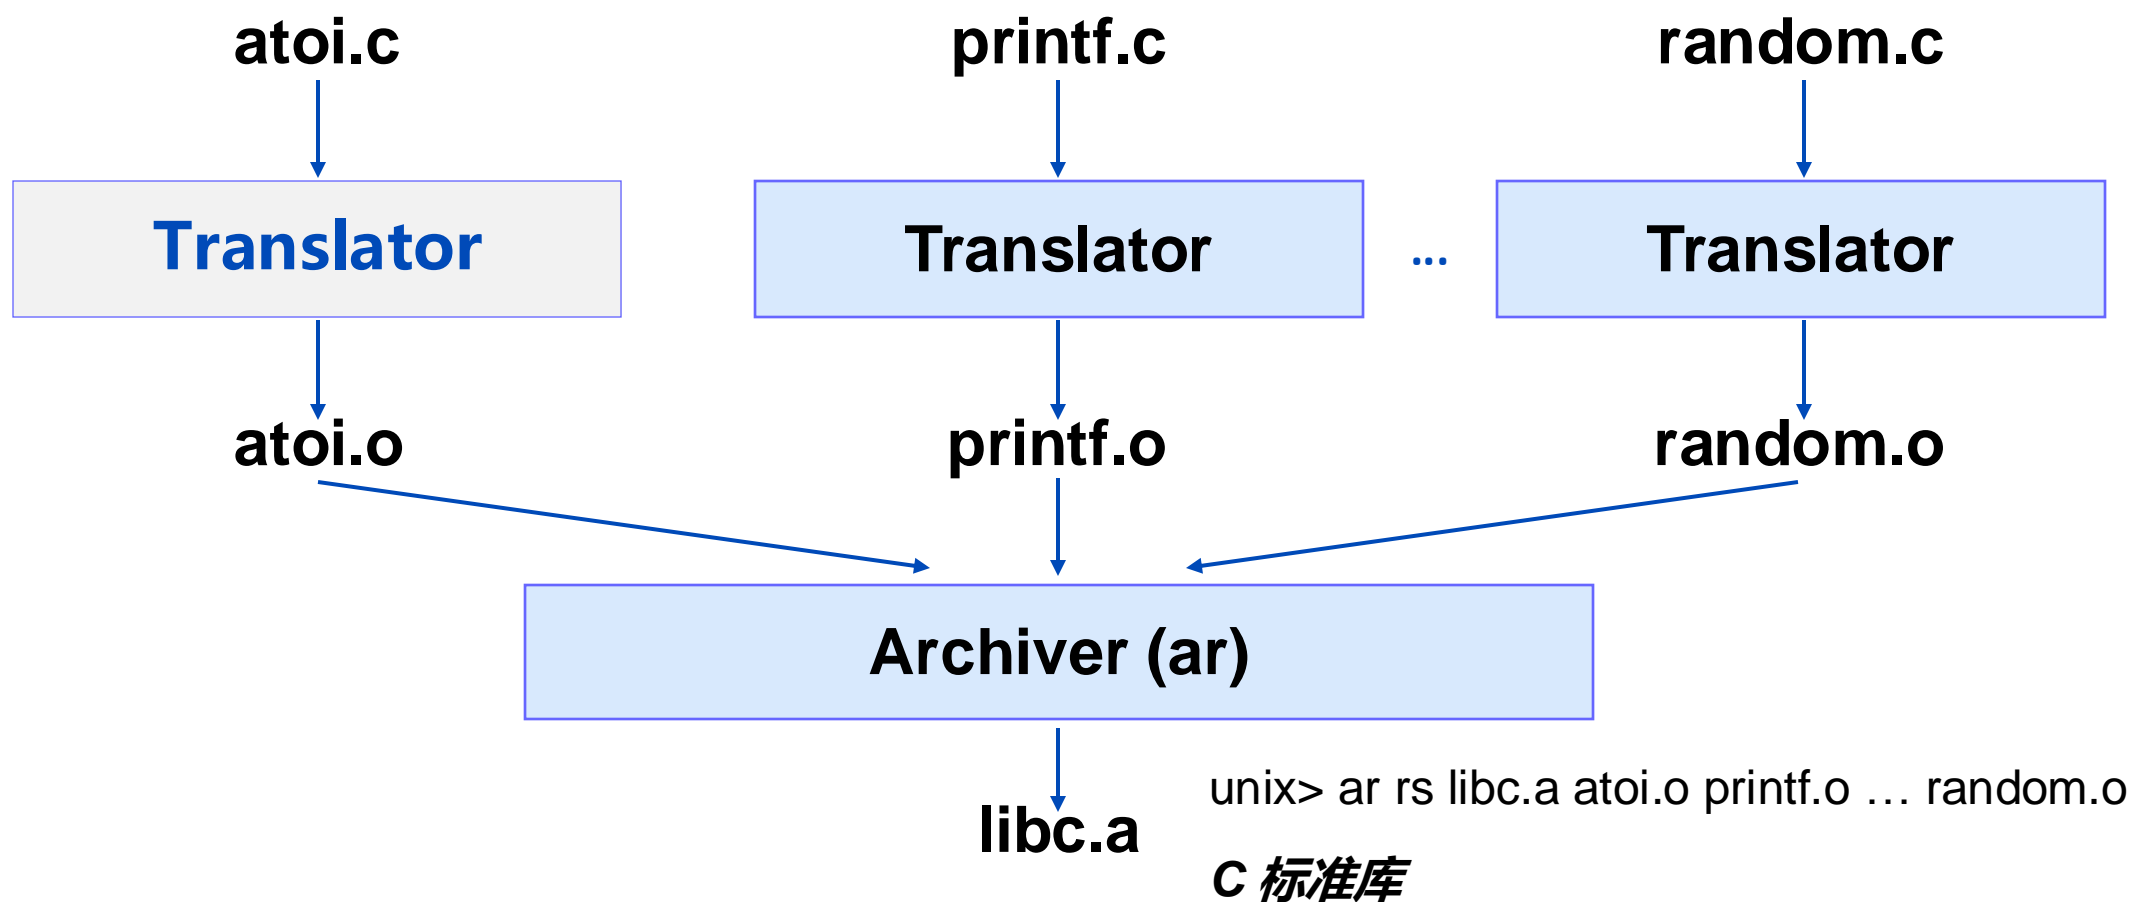 atoi.c printf.c random.c
Translator Translator ... Translator
atoi.o printf.o random.o
Archiver (ar)
unix> ar rs libc.a atoi.o printf.o … random.o
libc.a
C 标准库